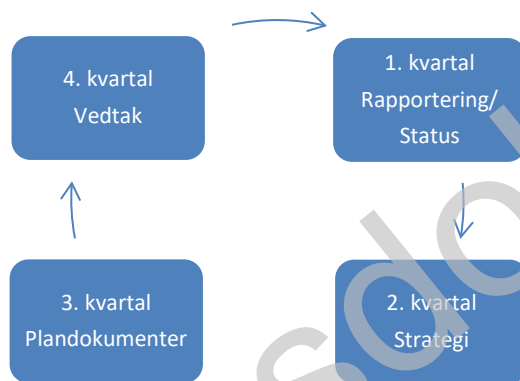 4. kvartal
Vedtak
1. kvartal
Rapportering/
Status
3. kvartal
Plandokumenter
2. kvartal
Strategi